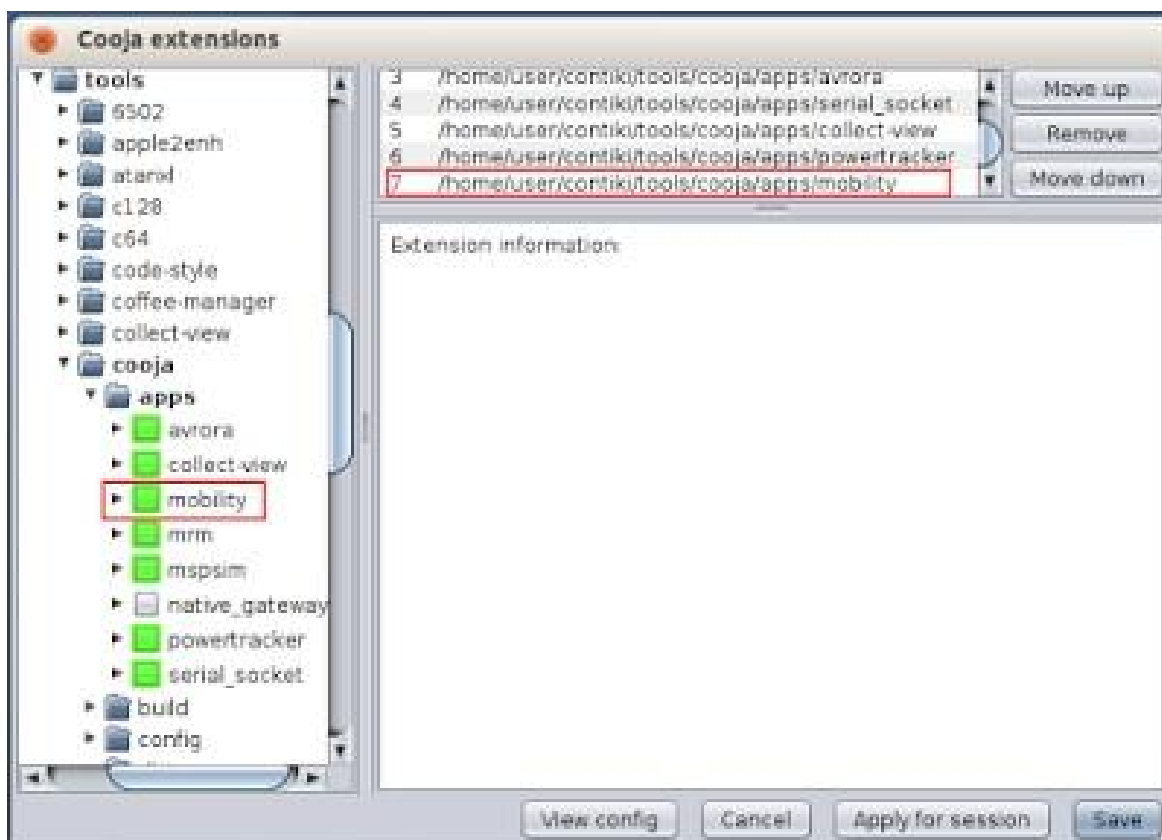 Cooja extensions
tools
6502
apple2enh
atarixl
c128
c64
code-style
coffee-manager
collect-view
cooja
apps
avrora
collect-view
mobility
mrm
mspsim
native_gateway
powertracker
serial_socket
build
config
3 /home/user/contiki/tools/cooja/apps/avrora
4 /home/user/contiki/tools/cooja/apps/serial_socket
5 /home/user/contiki/tools/cooja/apps/collect-view
6 /home/user/contiki/tools/cooja/apps/powertracker
7 /home/user/contiki/tools/cooja/apps/mobility
Move up
Remove
Move down
Extension information:
View config
Cancel
Apply for session
Save